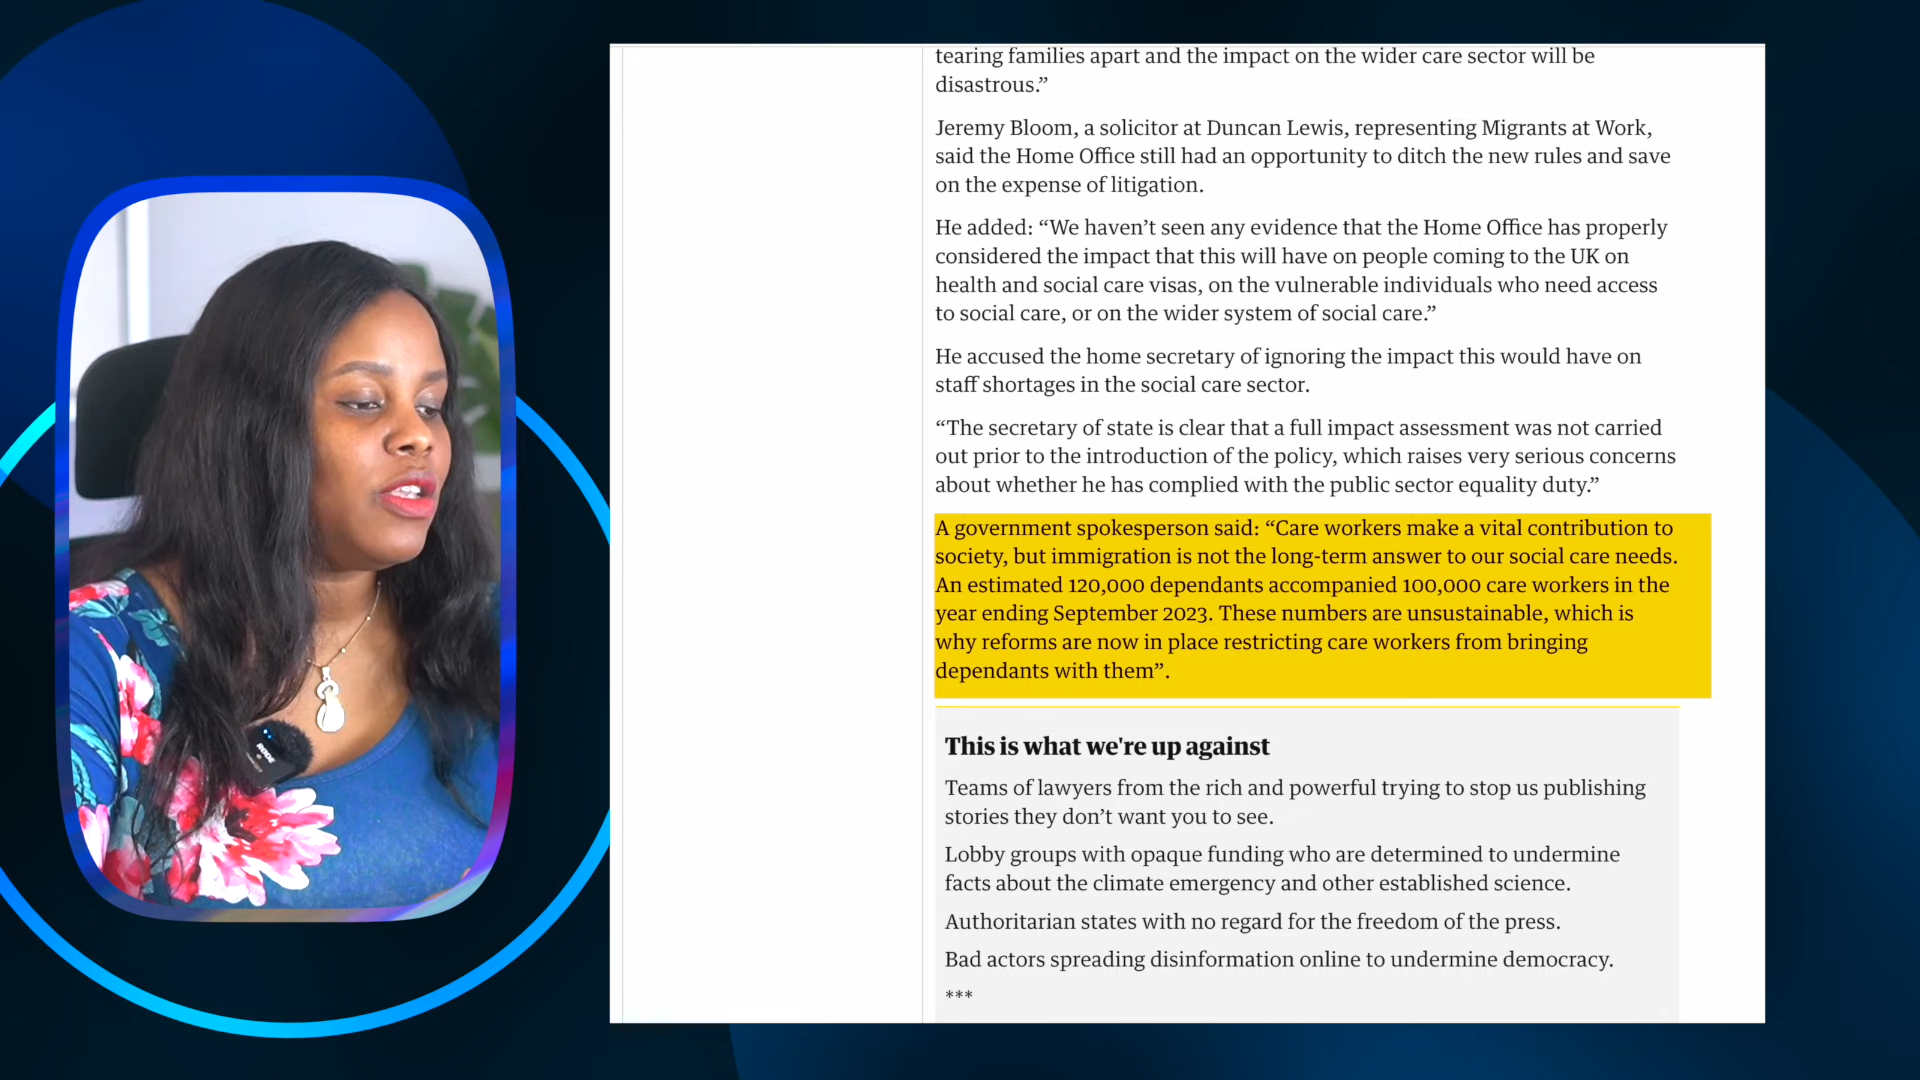 tearing families apart and the impact on the wider care sector will be
disastrous.”
Jeremy Bloom, a solicitor at Duncan Lewis, representing Migrants at Work,
said the Home Office still had an opportunity to ditch the new rules and save
on the expense of litigation.
He added: “We haven’t seen any evidence that the Home Office has properly
considered the impact that this will have on people coming to the UK on
health and social care visas, on the vulnerable individuals who need access
to social care, or on the wider system of social care.”
He accused the home secretary of ignoring the impact this would have on
staff shortages in the social care sector.
“The secretary of state is clear that a full impact assessment was not carried
out prior to the introduction of the policy, which raises very serious concerns
about whether he has complied with the public sector equality duty.”
A government spokesperson said: “Care workers make a vital contribution to
society, but immigration is not the long-term answer to our social care needs.
An estimated 120,000 dependants accompanied 100,000 care workers in the
year ending September 2023. These numbers are unsustainable, which is
why reforms are now in place restricting care workers from bringing
dependants with them”.
This is what we're up against
Teams of lawyers from the rich and powerful trying to stop us publishing
stories they don’t want you to see.
Lobby groups with opaque funding who are determined to undermine
facts about the climate emergency and other established science.
Authoritarian states with no regard for the freedom of the press.
Bad actors spreading disinformation online to undermine democracy.
***
RØDE